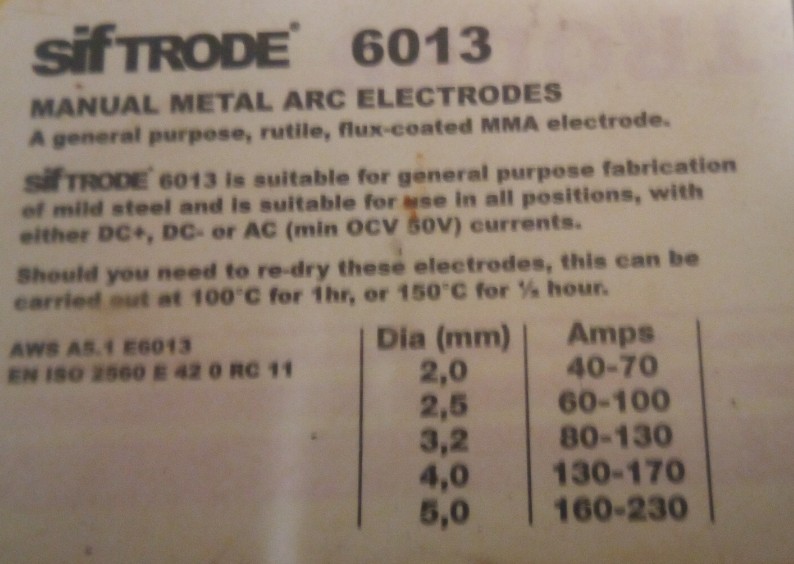 sifTRODE® 6013
MANUAL METAL ARC ELECTRODES
A general purpose, rutile, flux-coated MMA electrode.
sifTRODE® 6013 is suitable for general purpose fabrication
of mild steel and is suitable for use in all positions, with
either DC+, DC- or AC (min OCV 50V) currents.
Should you need to re-dry these electrodes, this can be
carried out at 100°C for 1hr, or 150°C for ½ hour.
AWS A5.1 E6013
EN ISO 2560 E 42 0 RC 11
Dia (mm) Amps
2,0 40-70
2,5 60-100
3,2 80-130
4,0 130-170
5,0 160-230